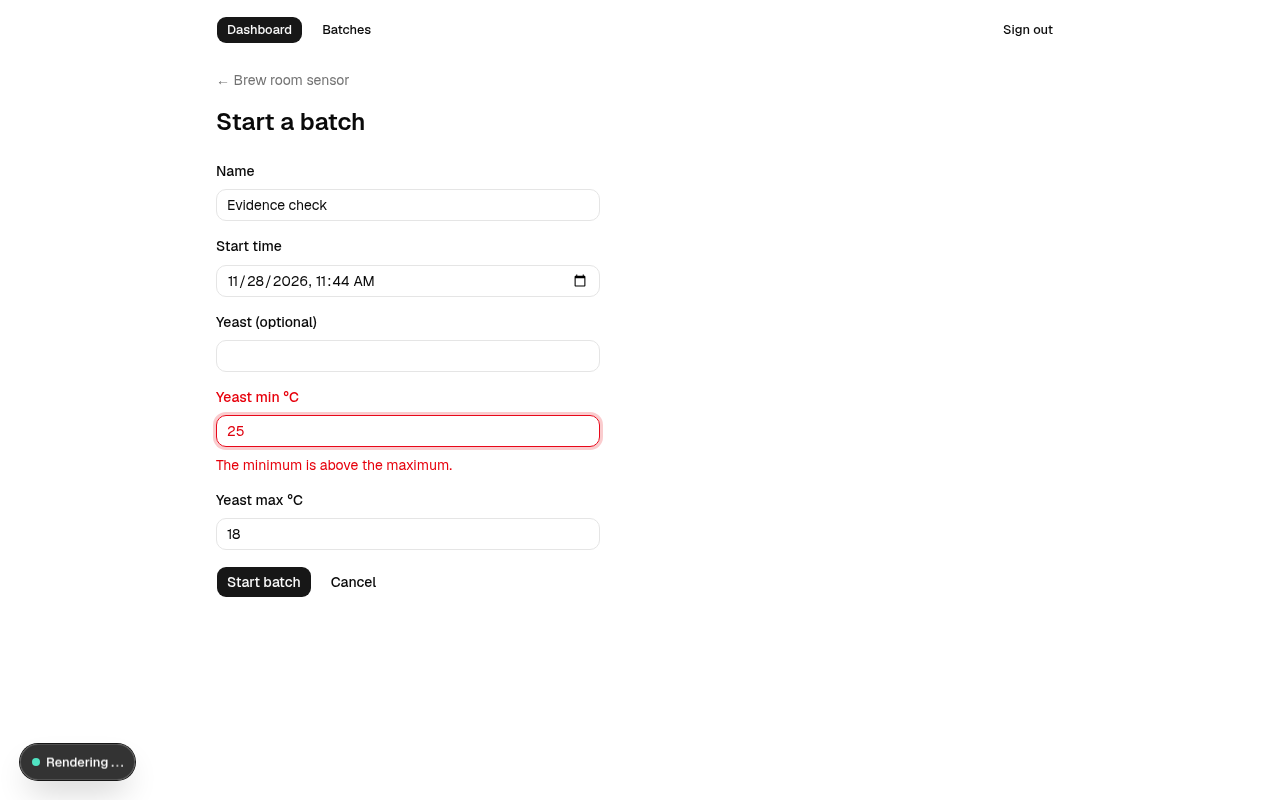 Dashboard Batches Sign out
← Brew room sensor
Start a batch
Name
Evidence check
Start time
11/28/2026, 11:44 AM
Yeast (optional)
Yeast min °C
25
The minimum is above the maximum.
Yeast max °C
18
Start batch Cancel
Rendering ...